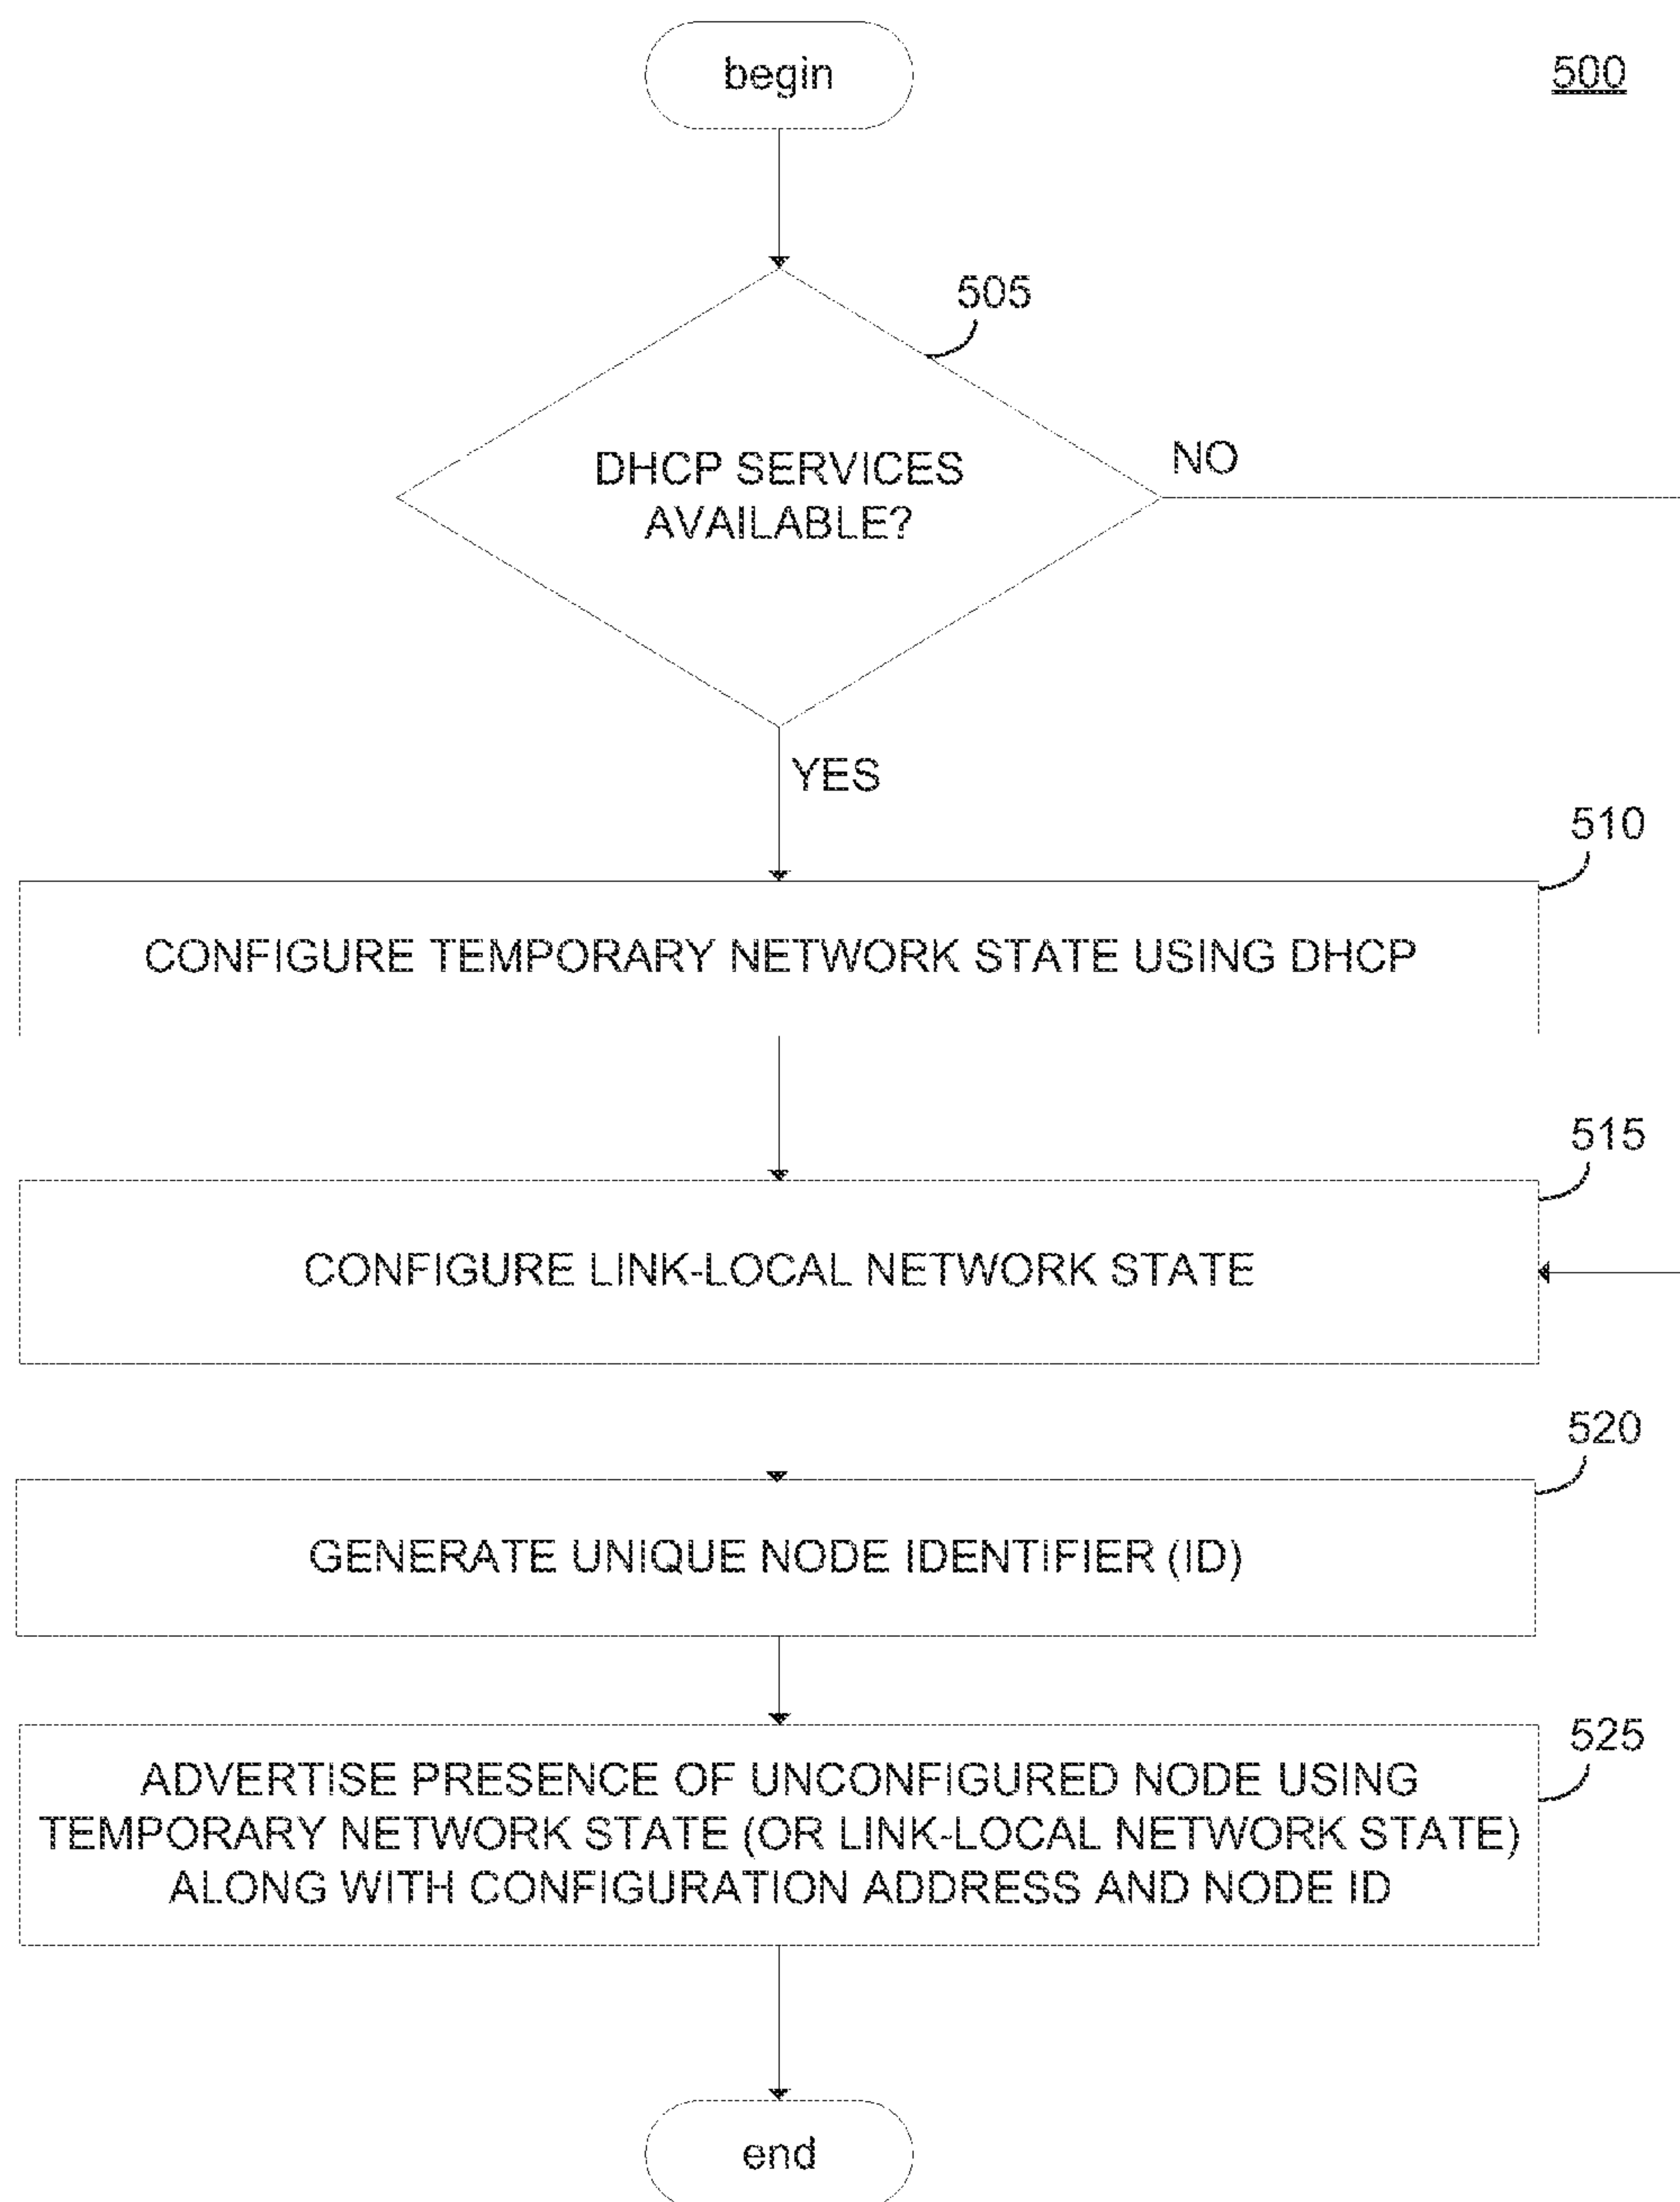 begin
500
505
DHCP SERVICES
AVAILABLE?
NO
YES
510
CONFIGURE TEMPORARY NETWORK STATE USING DHCP
515
CONFIGURE LINK-LOCAL NETWORK STATE
520
GENERATE UNIQUE NODE IDENTIFIER (ID)
525
ADVERTISE PRESENCE OF UNCONFIGURED NODE USING
TEMPORARY NETWORK STATE (OR LINK-LOCAL NETWORK STATE)
ALONG WITH CONFIGURATION ADDRESS AND NODE ID
end